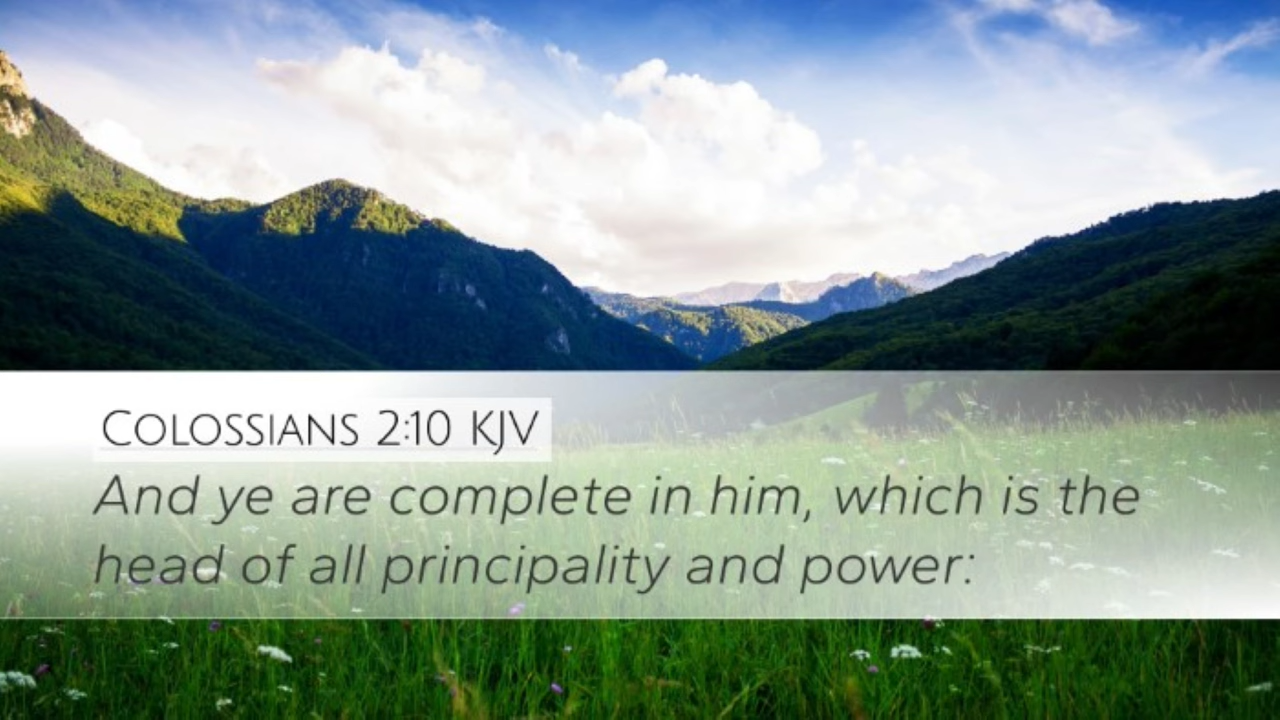 Colossians 2:10 KJV
And ye are complete in him, which is the
head of all principality and power: